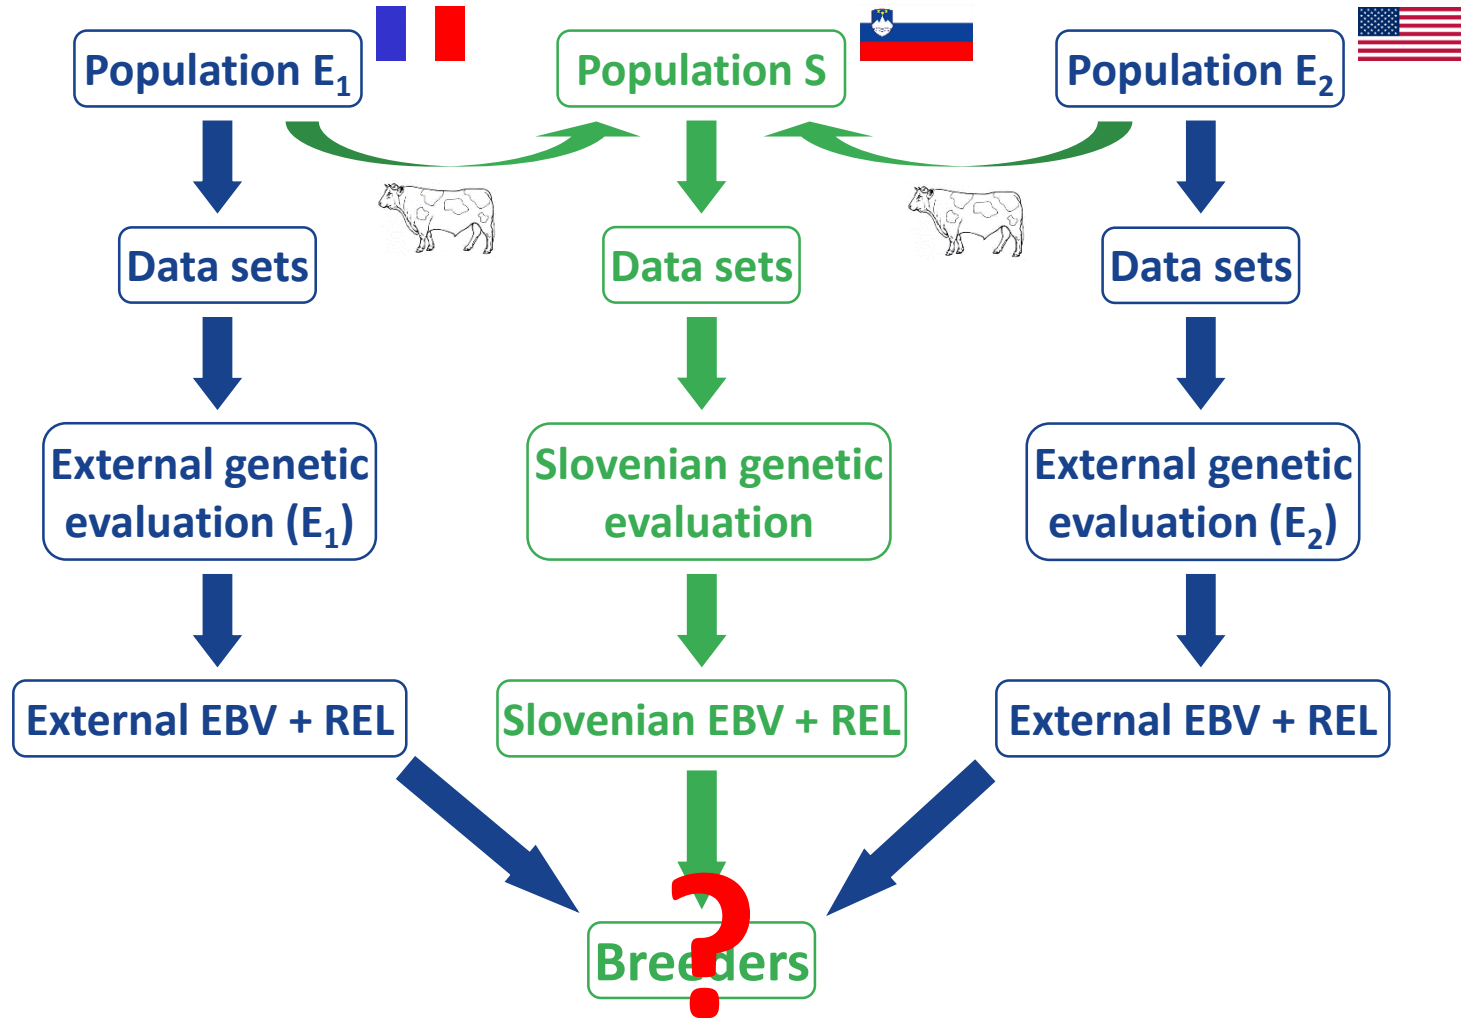 Population E₁
Population S
Population E₂
Data sets
Data sets
Data sets
External genetic
evaluation (E₁)
Slovenian genetic
evaluation
External genetic
evaluation (E₂)
External EBV + REL
Slovenian EBV + REL
External EBV + REL
Breeders
?